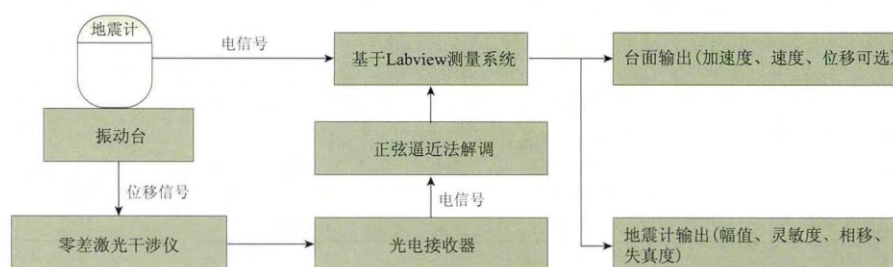 地震计
电信号
基于Labview测量系统
台面输出(加速度、速度、位移可选)
振动台
正弦逼近法解调
位移信号
电信号
零差激光干涉仪
光电接收器
地震计输出(幅值、灵敏度、相移、
失真度)